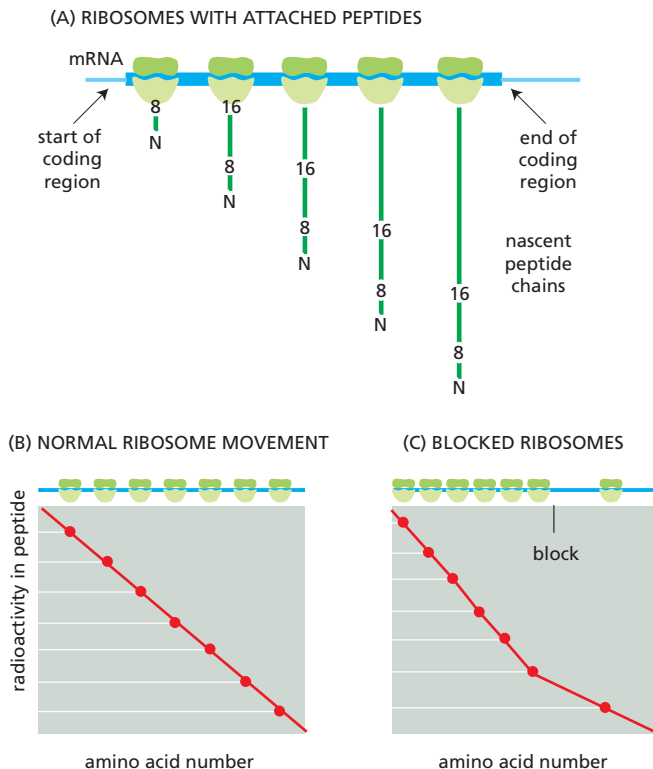 (A) RIBOSOMES WITH ATTACHED PEPTIDES
mRNA
start of
coding
region
8
N
16
8
N
16
8
N
16
8
N
16
8
N
end of
coding
region
nascent
peptide
chains
(B) NORMAL RIBOSOME MOVEMENT
radioactivity in peptide
amino acid number
(C) BLOCKED RIBOSOMES
block
amino acid number